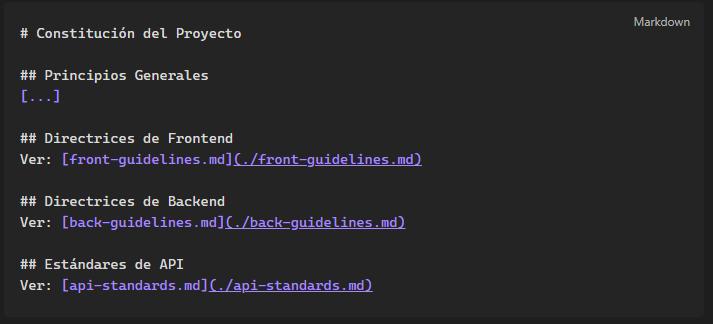 Markdown
# Constitución del Proyecto
## Principios Generales
[...]
## Directrices de Frontend
Ver: [front-guidelines.md](./front-guidelines.md)
## Directrices de Backend
Ver: [back-guidelines.md](./back-guidelines.md)
## Estándares de API
Ver: [api-standards.md](./api-standards.md)